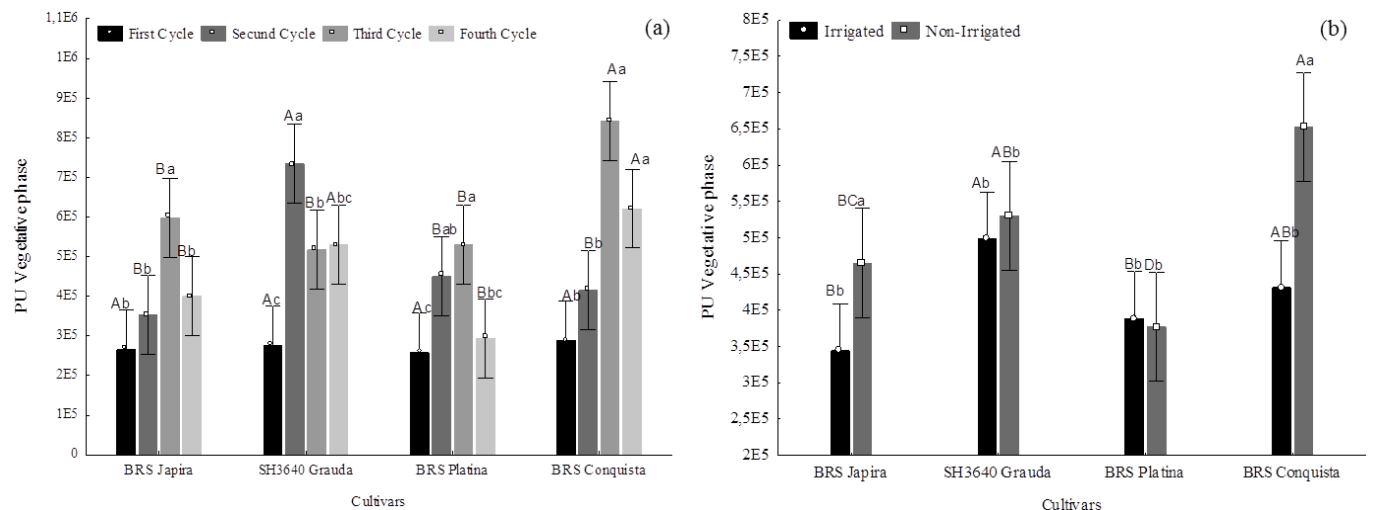 (a)
First Cycle Second Cycle Third Cycle Fourth Cycle
PU Vegetative phase
1,1E6
1E6
9E5
8E5
7E5
6E5
5E5
4E5
3E5
2E5
1E5
0
Ab Bb Ba Bb
Ac Aa Bb Abc
Ac Bab Ba Bbc
Ab Bb Aa Aa
BRS Japira SH3640 Grauda BRS Platina BRS Conquista
Cultivars
(b)
Irrigated Non-Irrigated
PU Vegetative phase
8E5
7,5E5
7E5
6,5E5
6E5
5,5E5
5E5
4,5E5
4E5
3,5E5
3E5
2,5E5
2E5
Bb BCa
Ab ABb
Bb Db
ABb Aa
BRS Japira SH3640 Grauda BRS Platina BRS Conquista
Cultivars